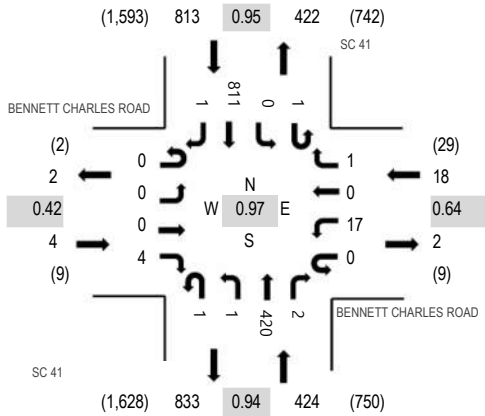 (1,593) 813 0.95 422 (742)
SC 41
1 811 0 1
BENNETT CHARLES ROAD
(2) 0 1 (29)
2 0 N 0 18
0.42 0 W 0.97 E 17 0.64
4 4 S 0 2
(9) (9)
1 1 420 2
BENNETT CHARLES ROAD
SC 41
(1,628) 833 0.94 424 (750)